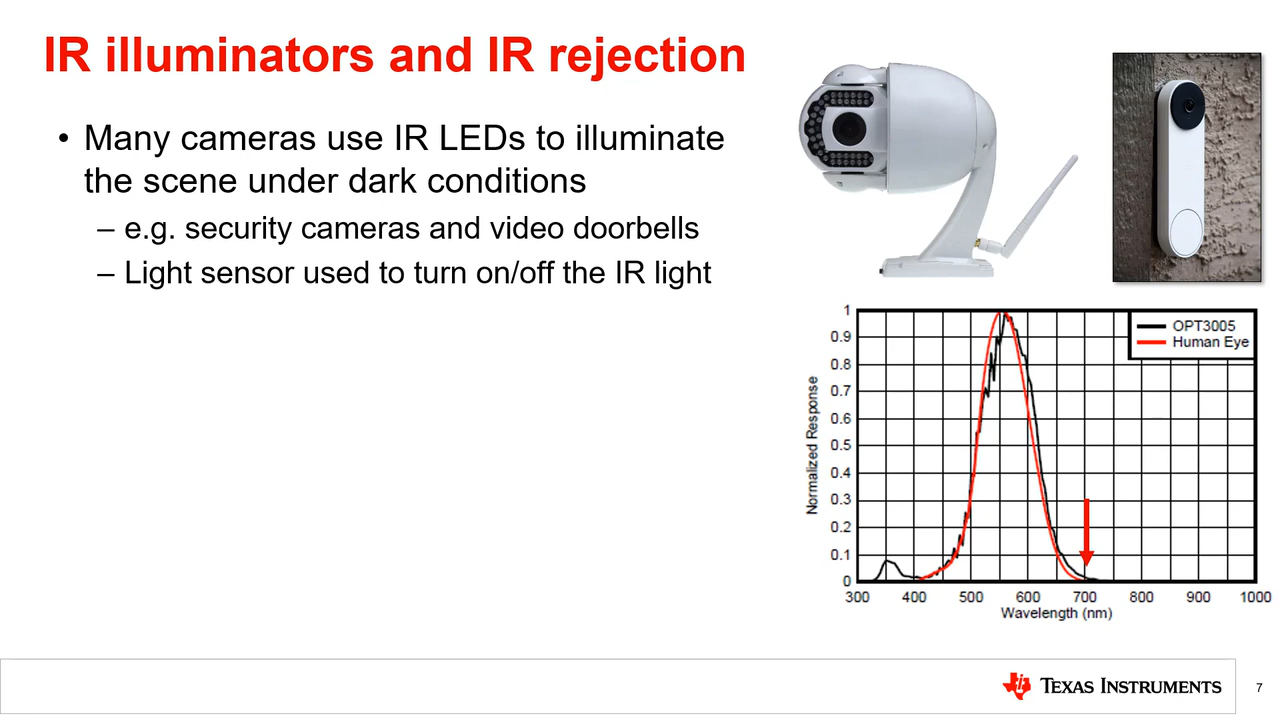 IR illuminators and IR rejection
• Many cameras use IR LEDs to illuminate
the scene under dark conditions
– e.g. security cameras and video doorbells
– Light sensor used to turn on/off the IR light
OPT3005
Human Eye
Normalized Response
1
0.9
0.8
0.7
0.6
0.5
0.4
0.3
0.2
0.1
0
300 400 500 600 700 800 900 1000
Wavelength (nm)
TEXAS INSTRUMENTS
7